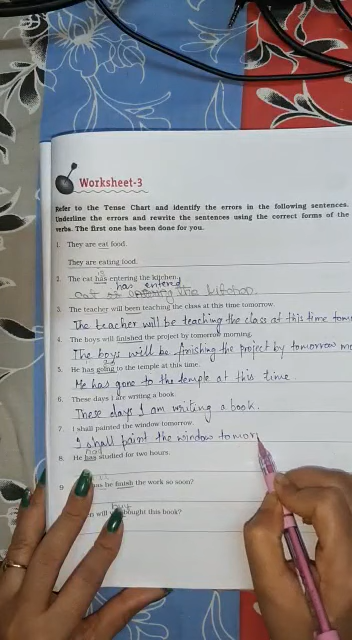 Worksheet-3
Refer to the Tense Chart and identify the errors in the following sentences.
Underline the errors and rewrite the sentences using the correct forms of the
verbs. The first one has been done for you.
1. They are eat food.
They are eating food.
2. The cat has entering the kitchen.
has entered
3. The teacher will been teaching the class at this time tomorrow.
The teacher will be teaching the class at this time tom
4. The boys will be finished the project by tomorrow morning.
The boys will be finishing the project by tomorrow mo
5. He has going to the temple at this time.
He has gone to the temple at this time.
6. These days I are writing a book.
These days I am writing a book.
7. I shall painted the window tomorrow.
I shall paint the window tomor
had
8. He has studied for two hours.
9
be finish the work so soon?
n will bought this book?